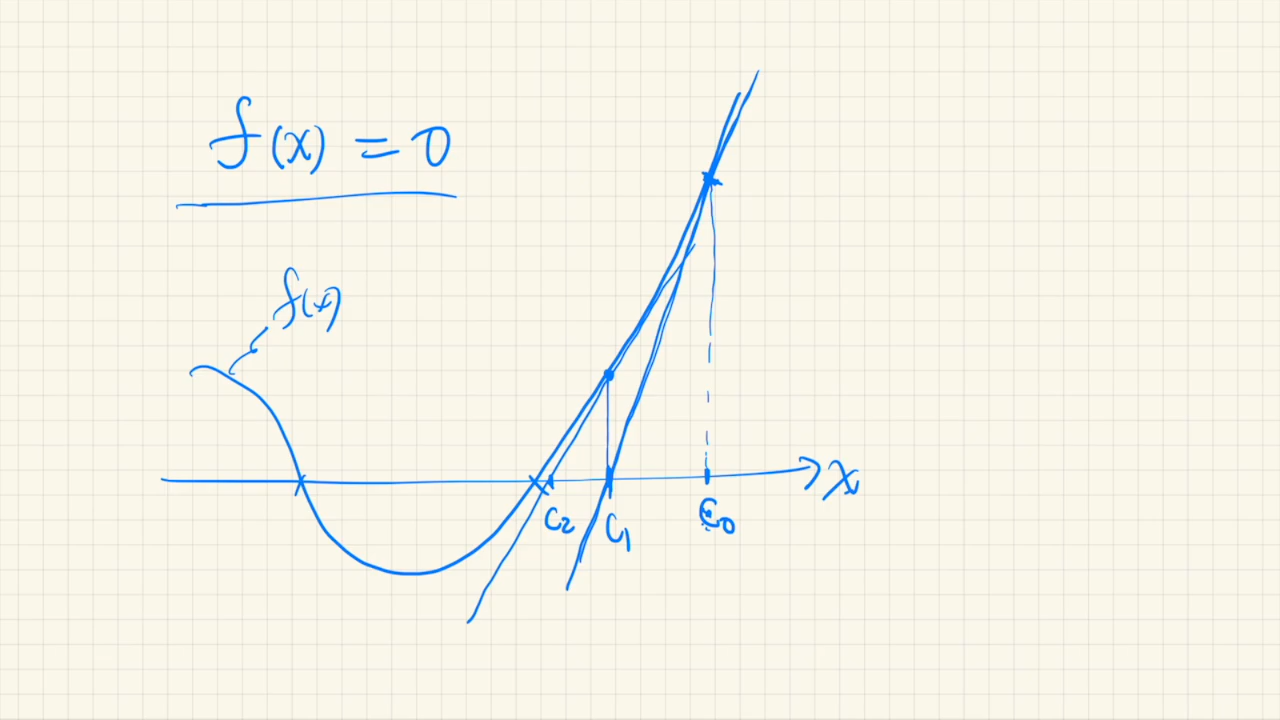 f(x) = 0
f(x)
x
C₂ C₁ C₀